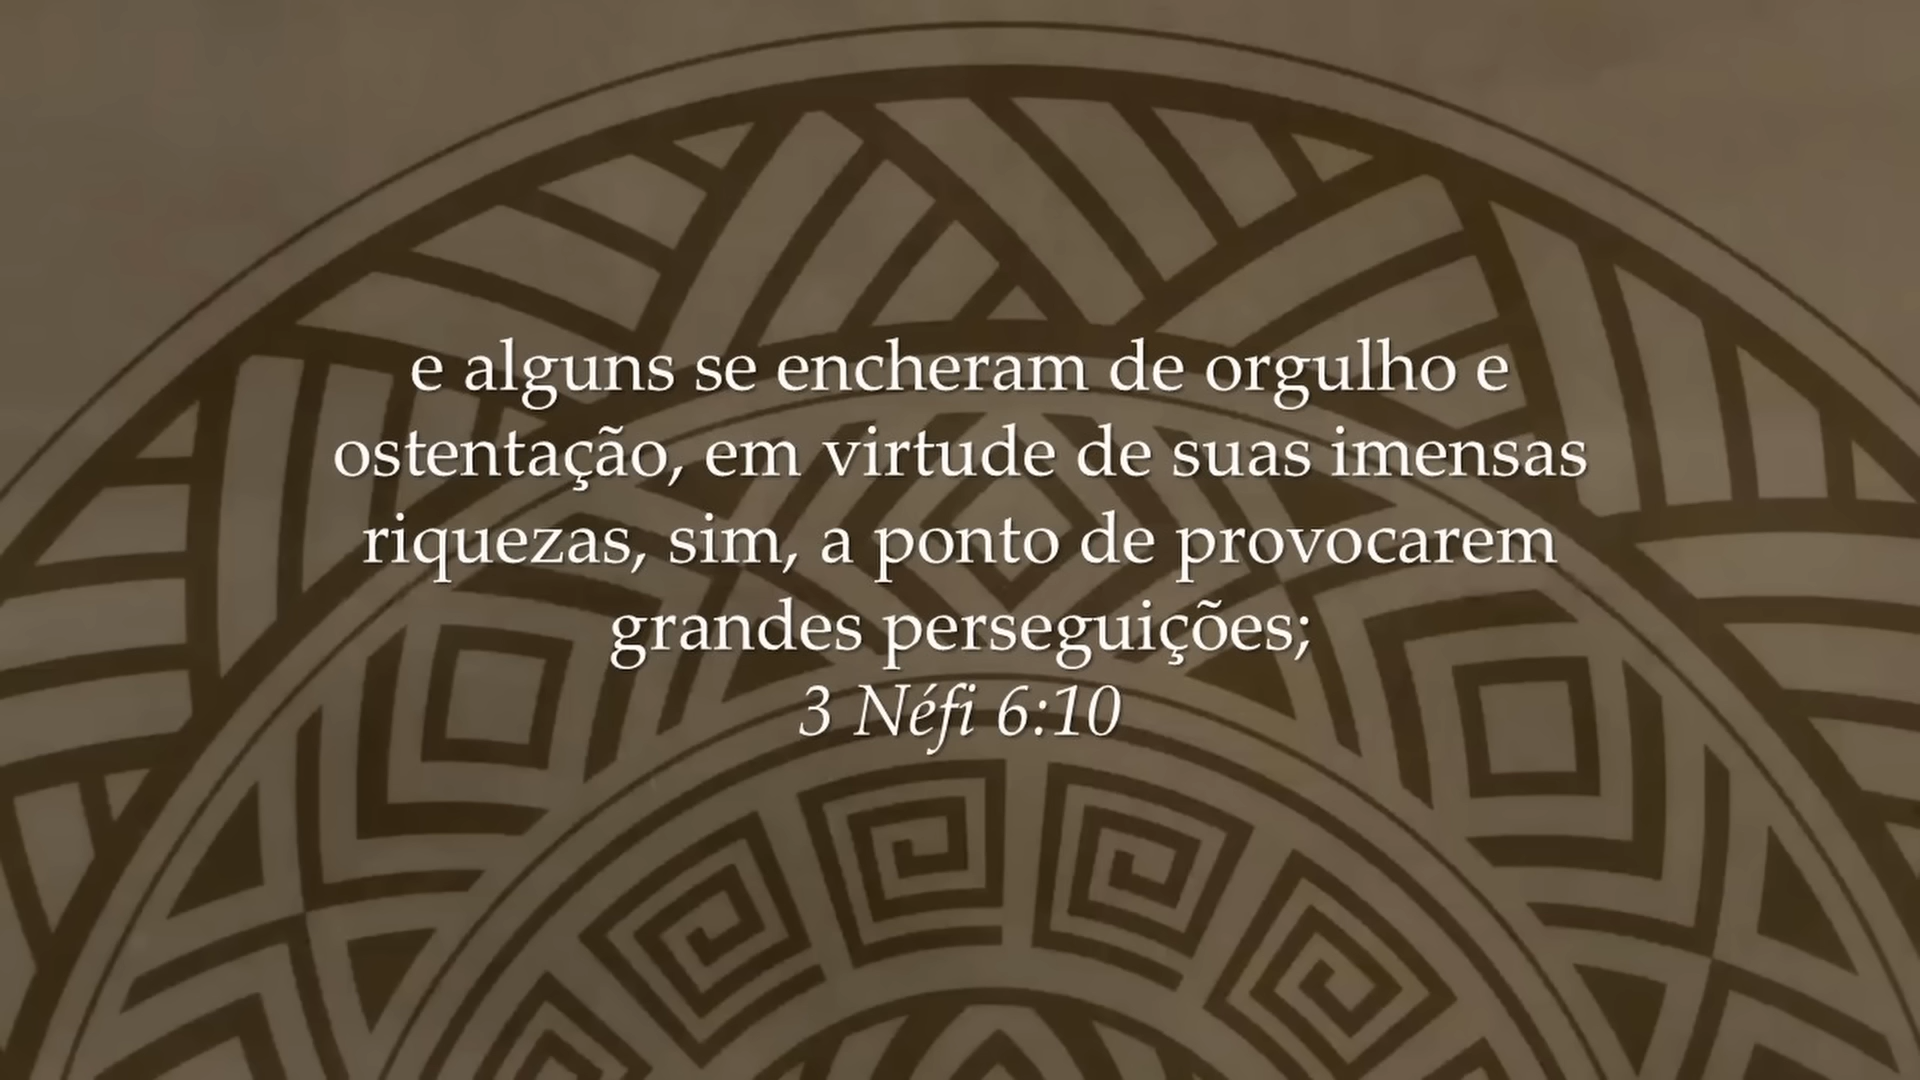 e alguns se encheram de orgulho e
ostentação, em virtude de suas imensas
riquezas, sim, a ponto de provocarem
grandes perseguições;
3 Néfi 6:10